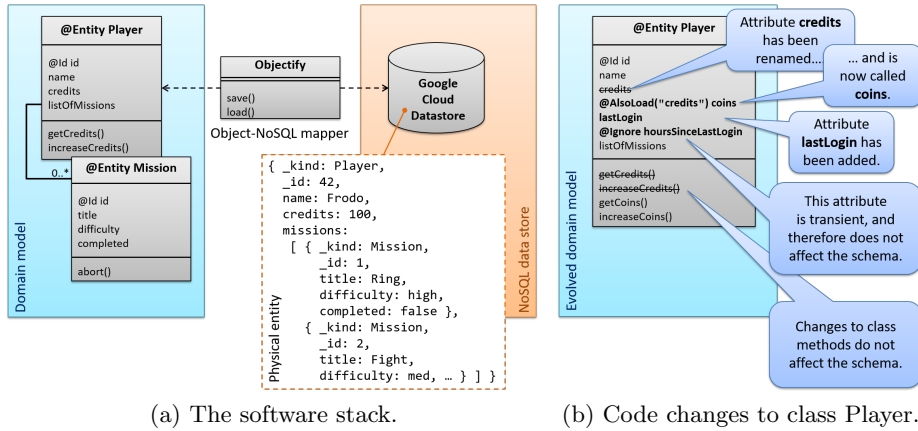 @Entity Player
@Id id
name
credits
listOfMissions
getCredits()
increaseCredits()
0..*
@Entity Mission
@Id id
title
difficulty
completed
abort()
Domain model
Objectify
save()
load()
Object-NoSQL mapper
Google
Cloud
Datastore
NoSQL data store
{ _kind: Player,
_id: 42,
name: Frodo,
credits: 100,
missions:
[ { _kind: Mission,
_id: 1,
title: Ring,
difficulty: high,
completed: false },
{ _kind: Mission,
_id: 2,
title: Fight,
difficulty: med, … } ] }
Physical entity
(a) The software stack.
@Entity Player
@Id id
name
credits
@AlsoLoad("credits") coins
lastLogin
@Ignore hoursSinceLastLogin
listOfMissions
getCredits()
increaseCredits()
getCoins()
increaseCoins()
Evolved domain model
Attribute credits
has been
renamed…
… and is
now called
coins.
Attribute
lastLogin has
been added.
This attribute
is transient, and
therefore does not
affect the schema.
Changes to class
methods do not
affect the schema.
(b) Code changes to class Player.